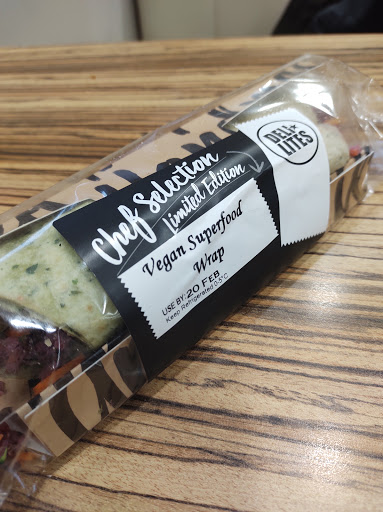 Chef Selection
Limited Edition
DELI
LITES
Vegan Superfood
Wrap
USE BY: 20 FEB
Keep Refrigerated 0-5°C